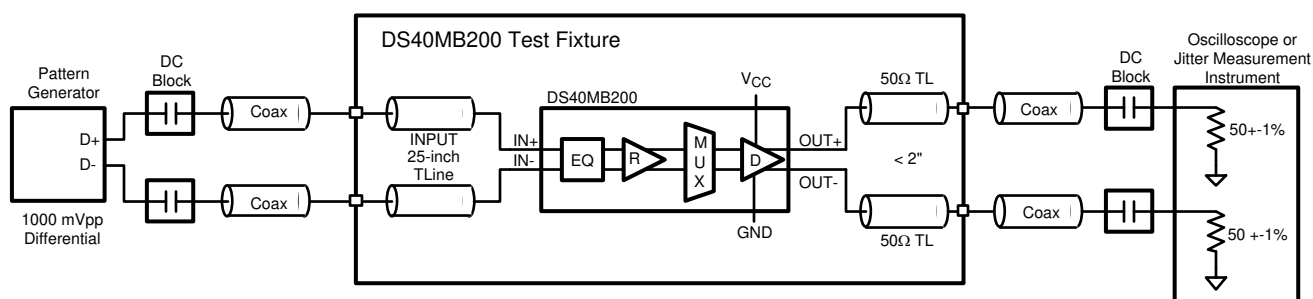 DS40MB200 Test Fixture
Pattern
Generator
D+
D-
1000 mVpp
Differential
DC
Block
Coax
Coax
INPUT
25-inch
TLine
IN+
IN-
DS40MB200
EQ
R
M
U
X
D
VCC
GND
OUT+
OUT-
50Ω TL
< 2"
50Ω TL
Coax
Coax
DC
Block
Oscilloscope or
Jitter Measurement
Instrument
50+-1%
50 +-1%